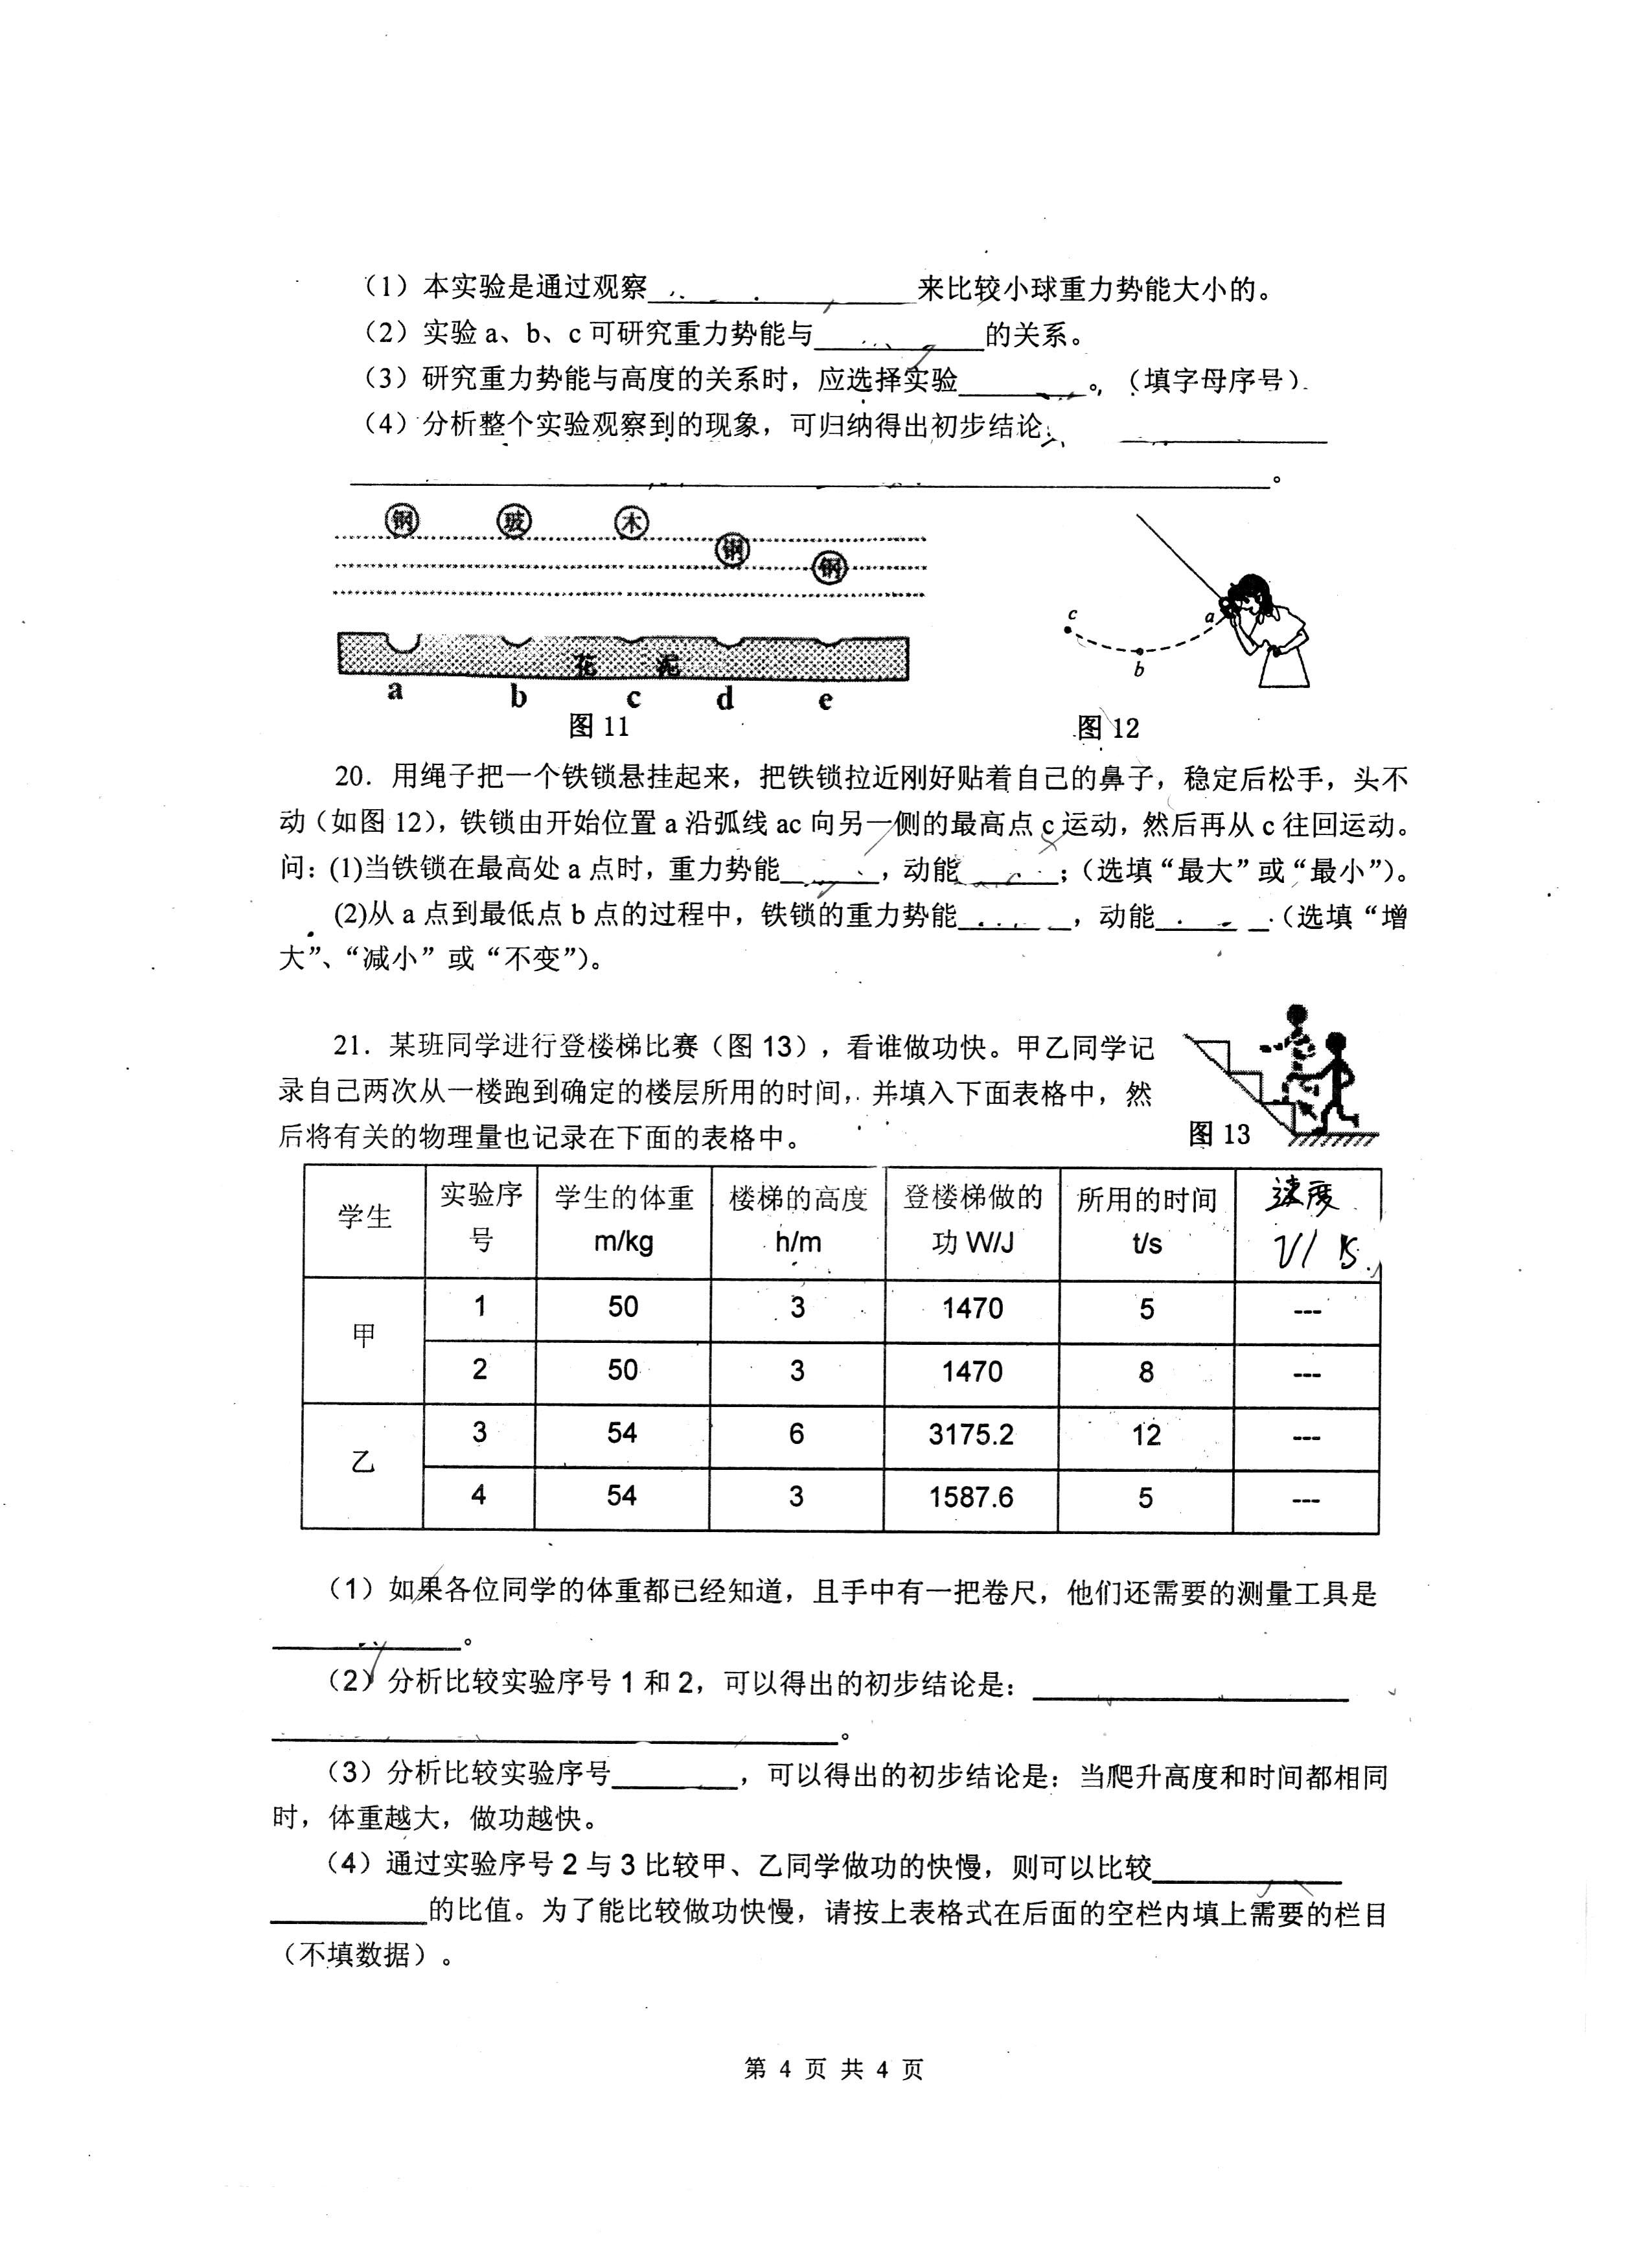 （1）本实验是通过观察______来比较小球重力势能大小的。
（2）实验 a、b、c 可研究重力势能与______的关系。
（3）研究重力势能与高度的关系时，应选择实验______。（填字母序号）
（4）分析整个实验观察到的现象，可归纳得出初步结论：______
______。
钢 玻 木 钢 钢
花 泥
a b c d e
图 11
c a
b
图 12
20．用绳子把一个铁锁悬挂起来，把铁锁拉近刚好贴着自己的鼻子，稳定后松手，头不
动（如图 12），铁锁由开始位置 a 沿弧线 ac 向另一侧的最高点 c 运动，然后再从 c 往回运动。
问：(1)当铁锁在最高处 a 点时，重力势能______，动能______；（选填“最大”或“最小”）。
(2)从 a 点到最低点 b 点的过程中，铁锁的重力势能______，动能______.（选填“增
大”、“减小”或“不变”）。
21．某班同学进行登楼梯比赛（图 13），看谁做功快。甲乙同学记
录自己两次从一楼跑到确定的楼层所用的时间，并填入下面表格中，然
后将有关的物理量也记录在下面的表格中。
图 13
学生 实验序号 学生的体重 m/kg 楼梯的高度 h/m 登楼梯做的功 W/J 所用的时间 t/s 速度
甲 1 50 3 1470 5 ---
2 50 3 1470 8 ---
乙 3 54 6 3175.2 12 ---
4 54 3 1587.6 5 ---
（1）如果各位同学的体重都已经知道，且手中有一把卷尺，他们还需要的测量工具是
______。
（2）分析比较实验序号 1 和 2，可以得出的初步结论是：______
______。
（3）分析比较实验序号______，可以得出的初步结论是：当爬升高度和时间都相同
时，体重越大，做功越快。
（4）通过实验序号 2 与 3 比较甲、乙同学做功的快慢，则可以比较______
______的比值。为了能比较做功快慢，请按上表格式在后面的空栏内填上需要的栏目
（不填数据）。
第 4 页 共 4 页